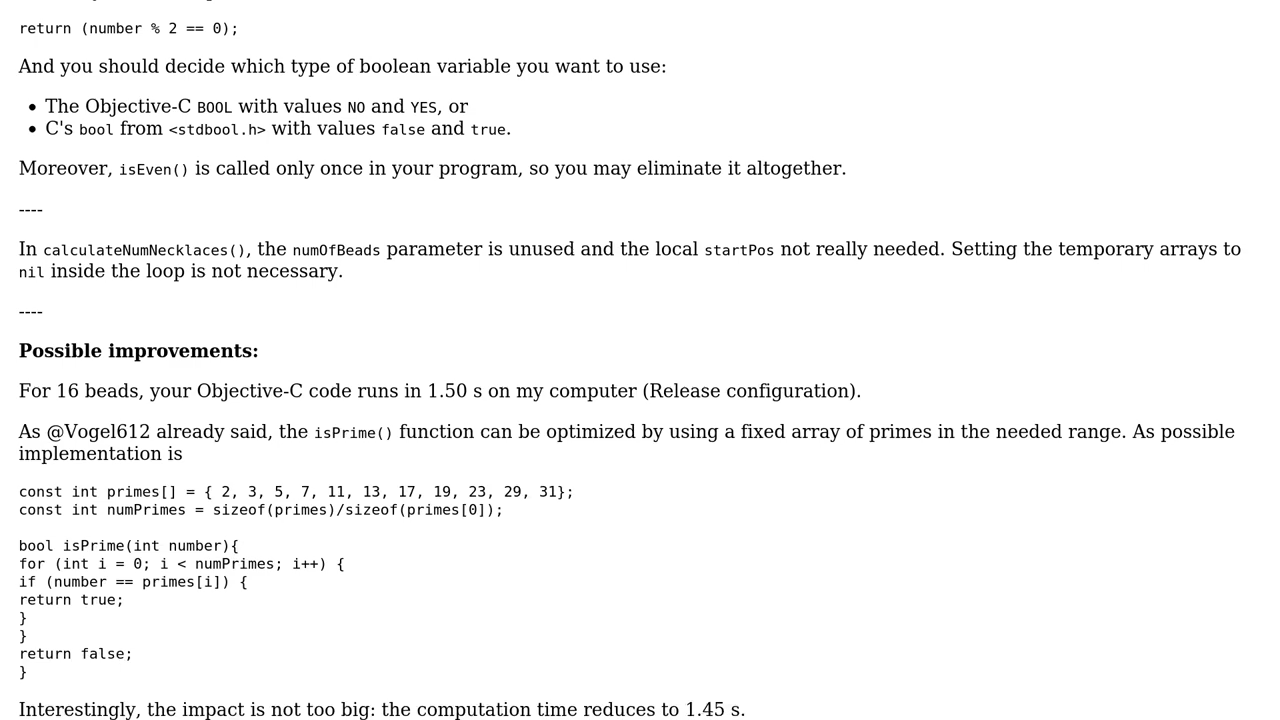 return (number % 2 == 0);
And you should decide which type of boolean variable you want to use:
• The Objective-C BOOL with values NO and YES, or
• C's bool from <stdbool.h> with values false and true.
Moreover, isEven() is called only once in your program, so you may eliminate it altogether.
----
In calculateNumNecklaces(), the numOfBeads parameter is unused and the local startPos not really needed. Setting the temporary arrays to
nil inside the loop is not necessary.
----
Possible improvements:
For 16 beads, your Objective-C code runs in 1.50 s on my computer (Release configuration).
As @Vogel612 already said, the isPrime() function can be optimized by using a fixed array of primes in the needed range. As possible
implementation is
const int primes[] = { 2, 3, 5, 7, 11, 13, 17, 19, 23, 29, 31};
const int numPrimes = sizeof(primes)/sizeof(primes[0]);
bool isPrime(int number){
for (int i = 0; i < numPrimes; i++) {
if (number == primes[i]) {
return true;
}
}
return false;
}
Interestingly, the impact is not too big: the computation time reduces to 1.45 s.